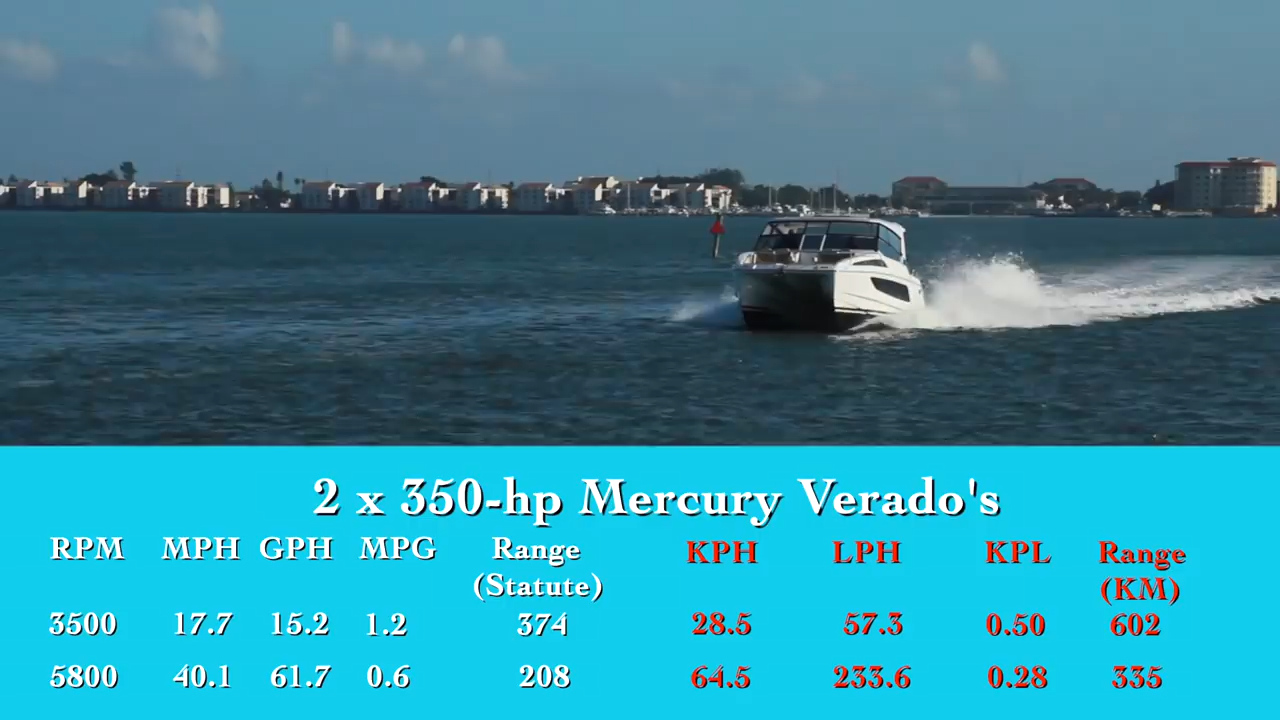 2 x 350-hp Mercury Verado's
RPM MPH GPH MPG Range (Statute) KPH LPH KPL Range (KM)
3500 17.7 15.2 1.2 374 28.5 57.3 0.50 602
5800 40.1 61.7 0.6 208 64.5 233.6 0.28 335